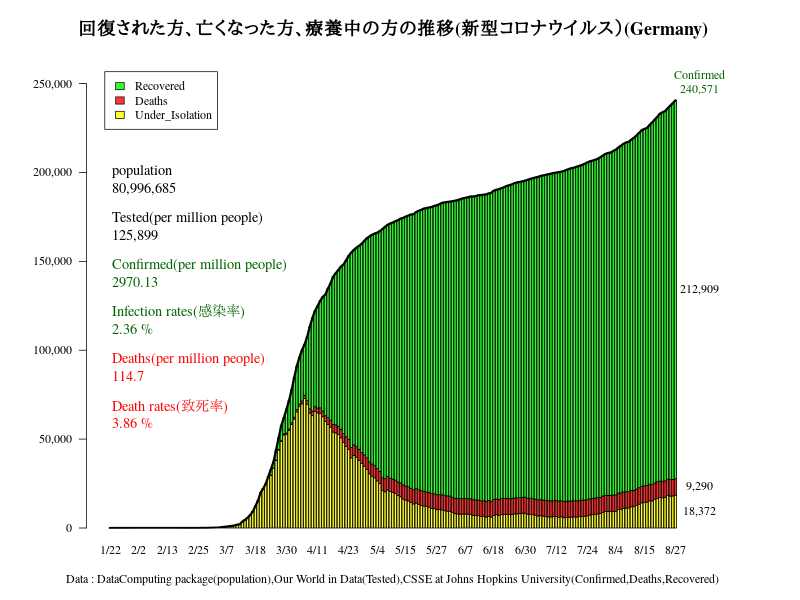 回復された方、亡くなった方、療養中の方の推移(新型コロナウイルス）(Germany)
Confirmed
240,571
Recovered
Deaths
Under_Isolation
250,000
200,000
150,000
100,000
50,000
0
population
80,996,685
Tested(per million people)
125,899
Confirmed(per million people)
2970.13
Infection rates(感染率)
2.36 %
Deaths(per million people)
114.7
Death rates(致死率)
3.86 %
212,909
9,290
18,372
1/22 2/2 2/13 2/25 3/7 3/18 3/30 4/11 4/23 5/4 5/15 5/27 6/7 6/18 6/30 7/12 7/24 8/4 8/15 8/27
Data : DataComputing package(population),Our World in Data(Tested),CSSE at Johns Hopkins University(Confirmed,Deaths,Recovered)